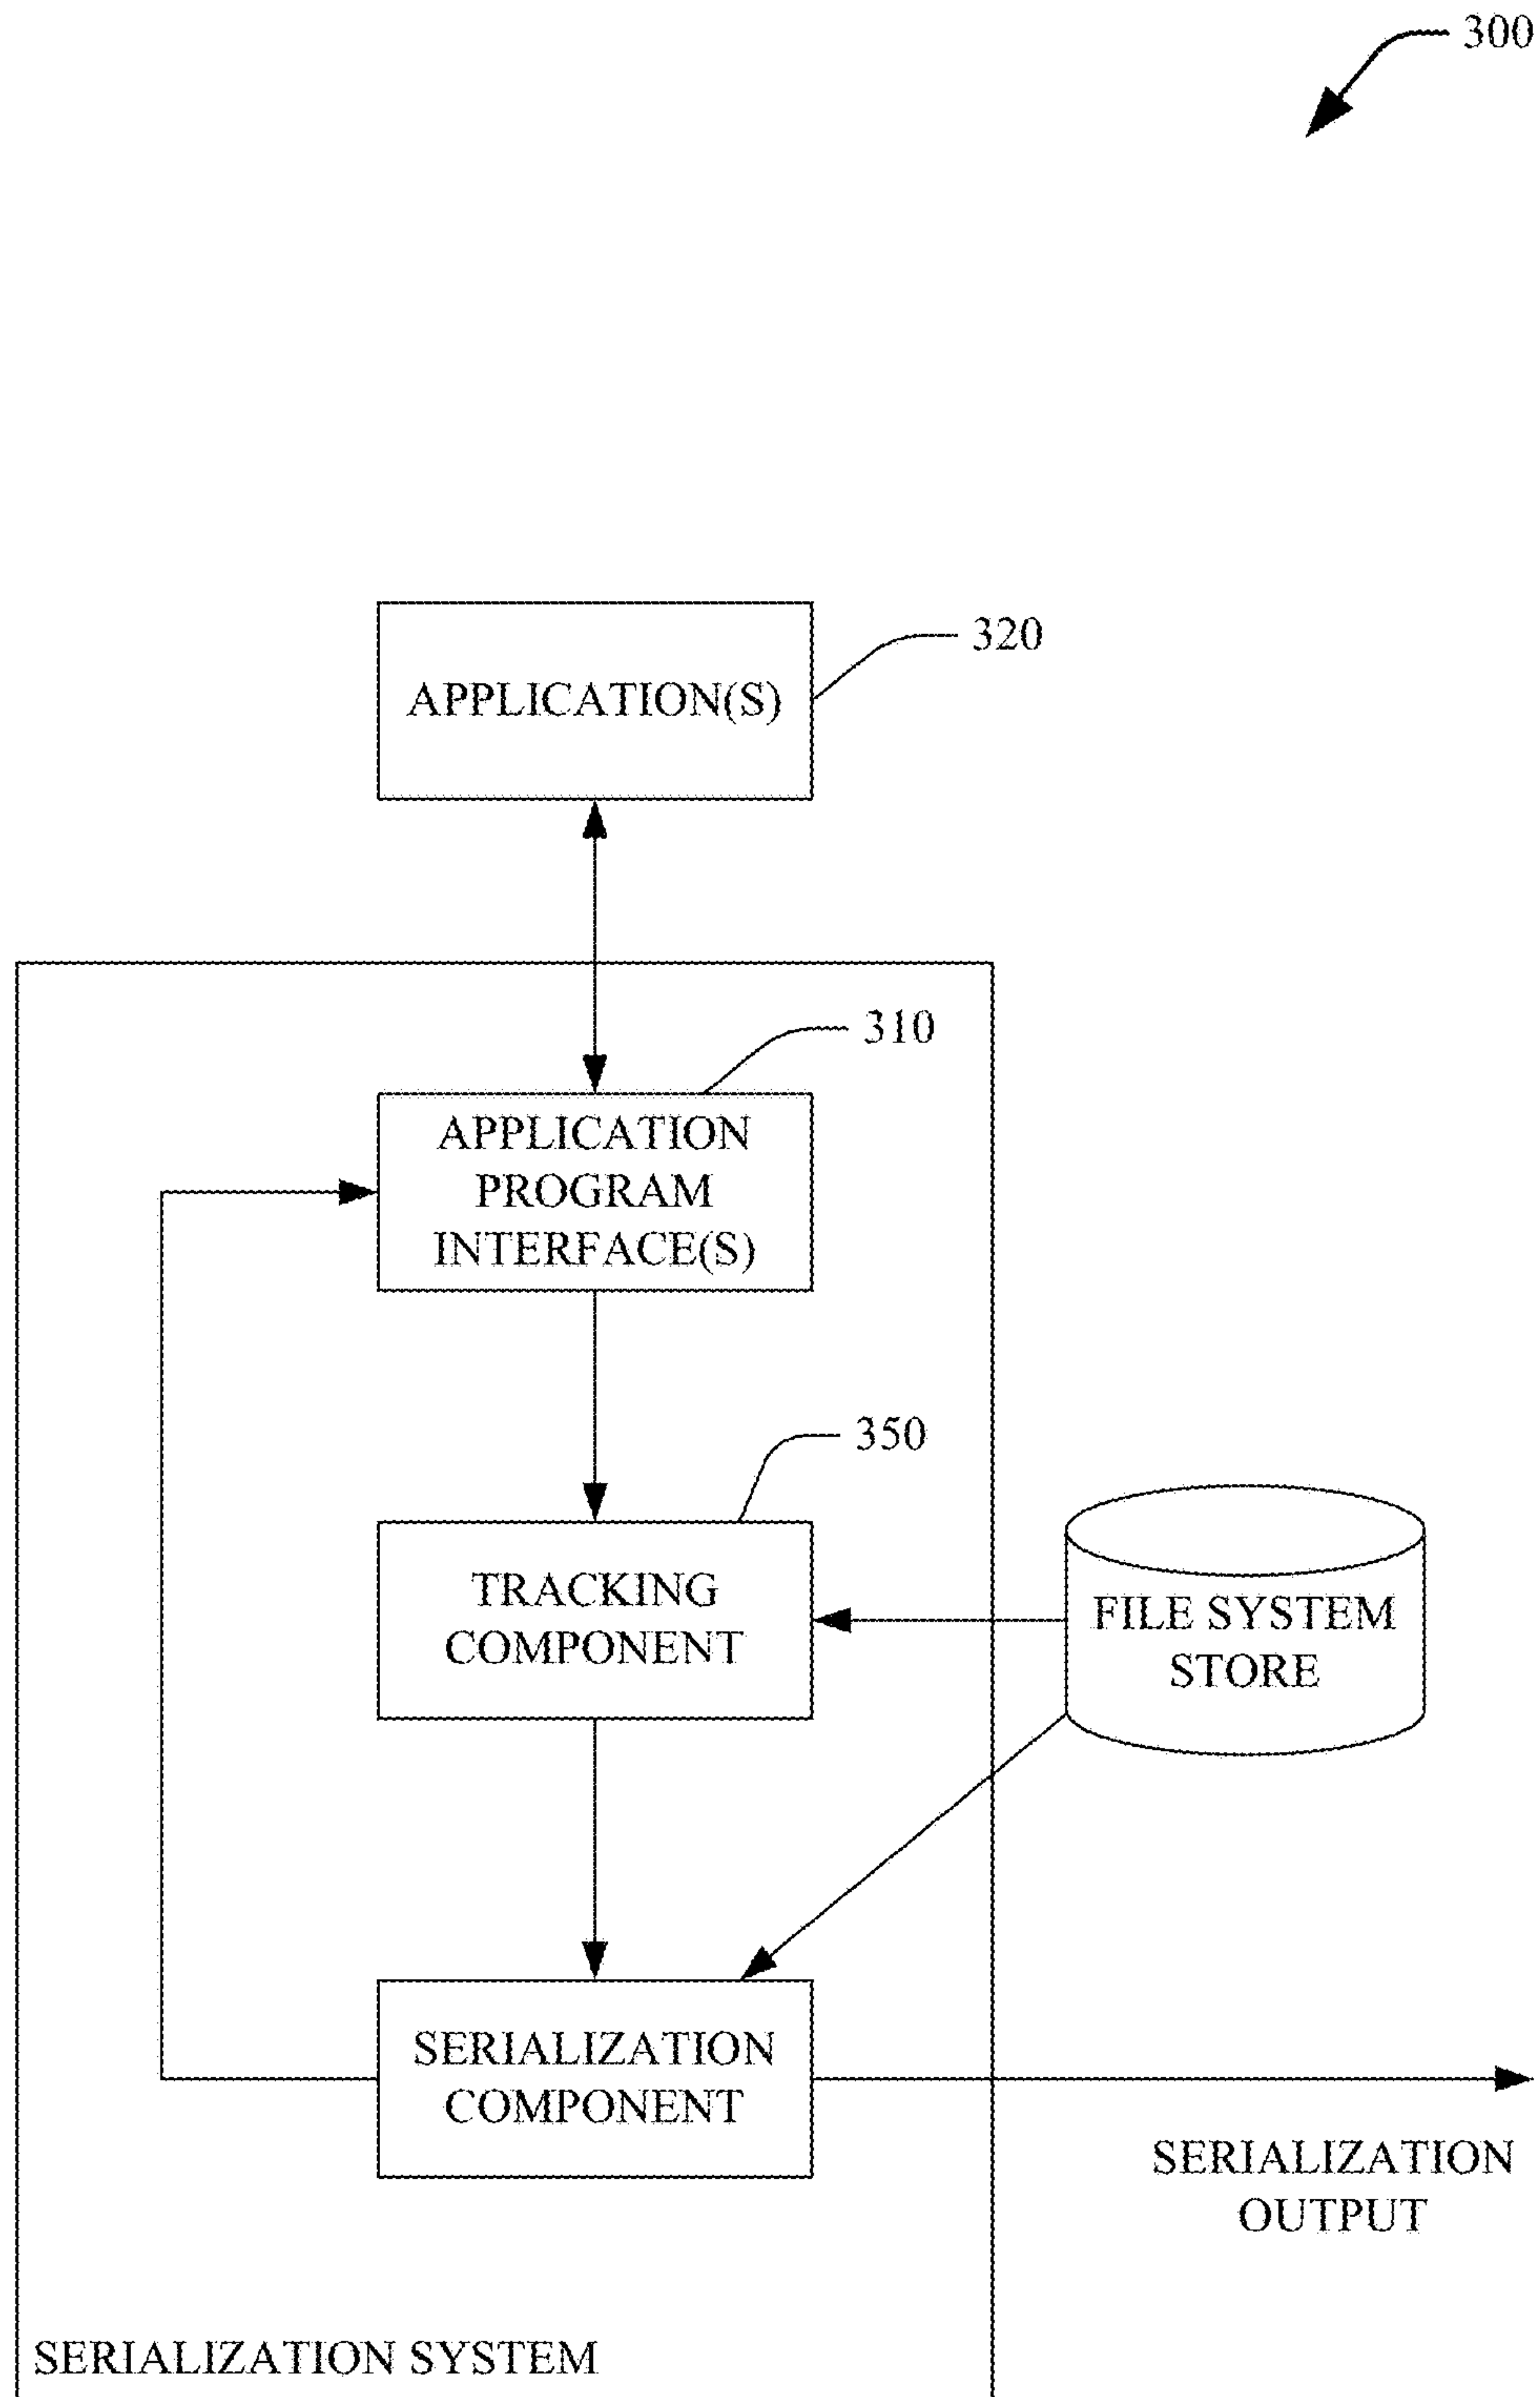 300
320
APPLICATION(S)
310
APPLICATION
PROGRAM
INTERFACE(S)
350
TRACKING
COMPONENT
FILE SYSTEM
STORE
SERIALIZATION
COMPONENT
SERIALIZATION
OUTPUT
SERIALIZATION SYSTEM